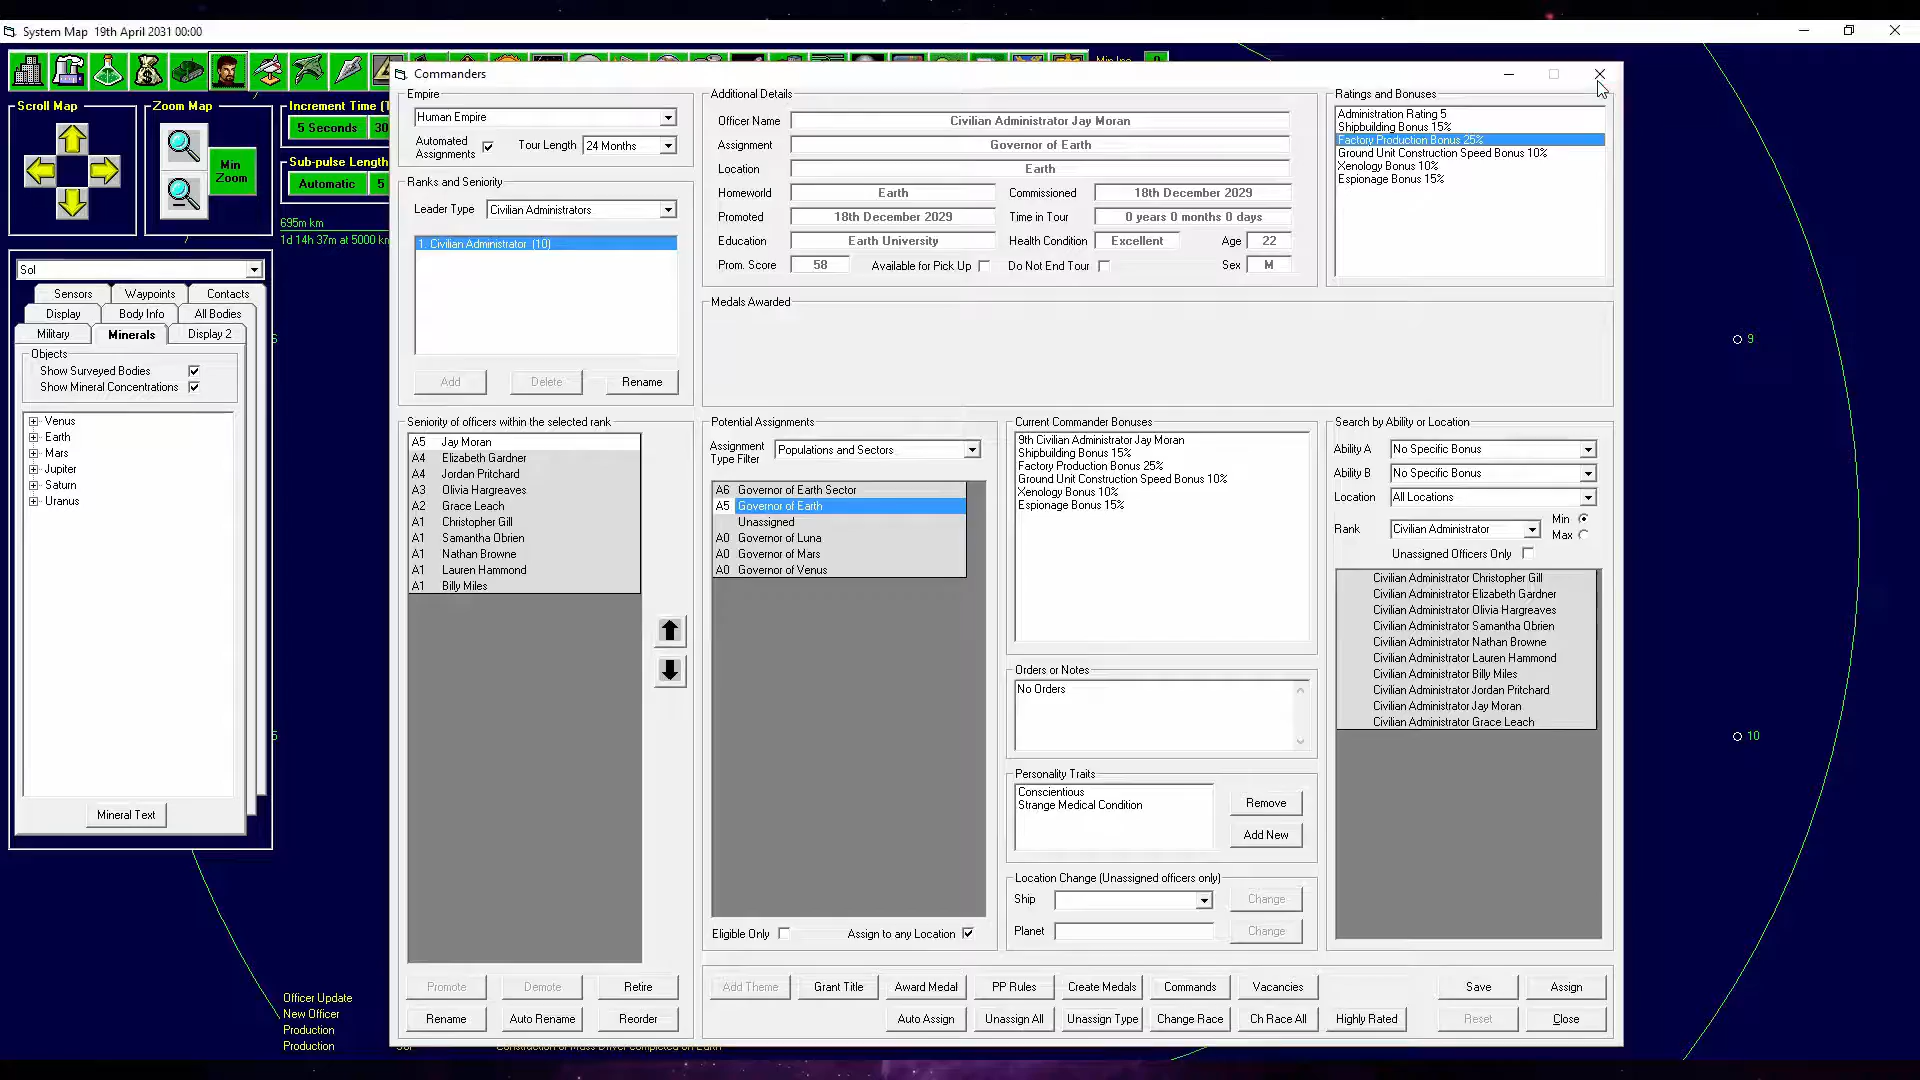 System Map 19th April 2031 00:00
Commanders
Scroll Map
Zoom Map
Increment Time (T
5 Seconds
30
Min
Zoom
Sub-pulse Length
Automatic
5
695m km
1d 14h 37m at 5000 km
Sol
Sensors
Waypoints
Contacts
Display
Body Info
All Bodies
Military
Minerals
Display 2
Objects
Show Surveyed Bodies
Show Mineral Concentrations
Venus
Earth
Mars
Jupiter
Saturn
Uranus
Mineral Text
Officer Update
New Officer
Production
Production
Construction of Mass Driver completed on Earth
Empire
Human Empire
Automated
Assignments
Tour Length
24 Months
Ranks and Seniority
Leader Type
Civilian Administrators
1. Civilian Administrator (10)
Add
Delete
Rename
Additional Details
Officer Name
Civilian Administrator Jay Moran
Assignment
Governor of Earth
Location
Earth
Homeworld
Earth
Commissioned
18th December 2029
Promoted
18th December 2029
Time in Tour
0 years 0 months 0 days
Education
Earth University
Health Condition
Excellent
Age
22
Prom. Score
58
Available for Pick Up
Do Not End Tour
Sex
M
Ratings and Bonuses
Administration Rating 5
Shipbuilding Bonus 15%
Factory Production Bonus 25%
Ground Unit Construction Speed Bonus 10%
Xenology Bonus 10%
Espionage Bonus 15%
Medals Awarded
Seniority of officers within the selected rank
A5 Jay Moran
A4 Elizabeth Gardner
A4 Jordan Pritchard
A3 Olivia Hargreaves
A2 Grace Leach
A1 Christopher Gill
A1 Samantha Obrien
A1 Nathan Browne
A1 Lauren Hammond
A1 Billy Miles
Promote
Demote
Retire
Rename
Auto Rename
Reorder
Potential Assignments
Assignment
Type Filter
Populations and Sectors
A6 Governor of Earth Sector
A5 Governor of Earth
Unassigned
A0 Governor of Luna
A0 Governor of Mars
A0 Governor of Venus
Eligible Only
Assign to any Location
Current Commander Bonuses
9th Civilian Administrator Jay Moran
Shipbuilding Bonus 15%
Factory Production Bonus 25%
Ground Unit Construction Speed Bonus 10%
Xenology Bonus 10%
Espionage Bonus 15%
Orders or Notes
No Orders
Personality Traits
Conscientious
Strange Medical Condition
Remove
Add New
Location Change (Unassigned officers only)
Ship
Change
Planet
Change
Search by Ability or Location
Ability A
No Specific Bonus
Ability B
No Specific Bonus
Location
All Locations
Rank
Civilian Administrator
Min
Max
Unassigned Officers Only
Civilian Administrator Christopher Gill
Civilian Administrator Elizabeth Gardner
Civilian Administrator Olivia Hargreaves
Civilian Administrator Samantha Obrien
Civilian Administrator Nathan Browne
Civilian Administrator Lauren Hammond
Civilian Administrator Billy Miles
Civilian Administrator Jordan Pritchard
Civilian Administrator Jay Moran
Civilian Administrator Grace Leach
Add Theme
Grant Title
Award Medal
PP Rules
Create Medals
Commands
Vacancies
Save
Assign
Auto Assign
Unassign All
Unassign Type
Change Race
Ch Race All
Highly Rated
Reset
Close
9
10